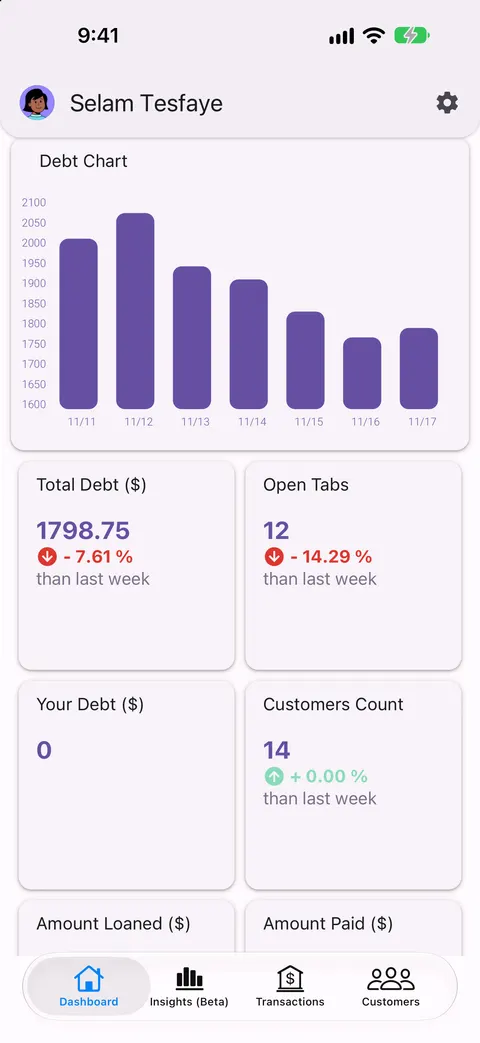 9:41
Selam Tesfaye
Debt Chart
2100
2050
2000
1950
1900
1850
1800
1750
1700
1650
1600
11/11 11/12 11/13 11/14 11/15 11/16 11/17
Total Debt ($)
1798.75
- 7.61 %
than last week
Open Tabs
12
- 14.29 %
than last week
Your Debt ($)
0
Customers Count
14
+ 0.00 %
than last week
Amount Loaned ($)
Amount Paid ($)
Dashboard
Insights (Beta)
$
Transactions
Customers